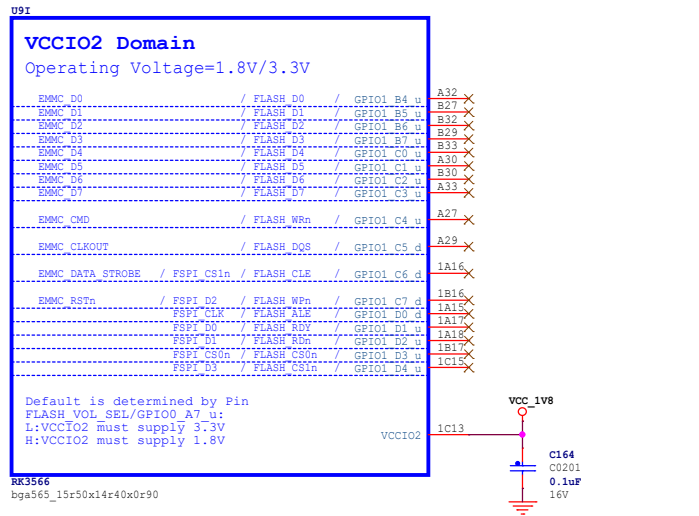 U9I
VCCIO2 Domain
Operating Voltage=1.8V/3.3V
EMMC_D0 / FLASH_D0 / GPIO1_B4_u A32
EMMC_D1 / FLASH_D1 / GPIO1_B5_u B27
EMMC_D2 / FLASH_D2 / GPIO1_B6_u B32
EMMC_D3 / FLASH_D3 / GPIO1_B7_u B29
EMMC_D4 / FLASH_D4 / GPIO1_C0_u B33
EMMC_D5 / FLASH_D5 / GPIO1_C1_u A30
EMMC_D6 / FLASH_D6 / GPIO1_C2_u B30
EMMC_D7 / FLASH_D7 / GPIO1_C3_u A33
EMMC_CMD / FLASH_WRn / GPIO1_C4_u A27
EMMC_CLKOUT / FLASH_DQS / GPIO1_C5_d A29
EMMC_DATA_STROBE / FSPI_CS1n / FLASH_CLE / GPIO1_C6_d 1A16
EMMC_RSTn / FSPI_D2 / FLASH_WPn / GPIO1_C7_d 1B16
FSPI_CLK / FLASH_ALE / GPIO1_D0_d 1A15
FSPI_D0 / FLASH_RDY / GPIO1_D1_u 1A17
FSPI_D1 / FLASH_RDn / GPIO1_D2_u 1A18
FSPI_CS0n / FLASH_CS0n / GPIO1_D3_u 1B17
FSPI_D3 / FLASH_CS1n / GPIO1_D4_u 1C15
Default is determined by Pin
FLASH_VOL_SEL/GPIO0_A7_u:
L:VCCIO2 must supply 3.3V
H:VCCIO2 must supply 1.8V
VCCIO2 1C13
VCC_1V8
C164
C0201
0.1uF
16V
RK3566
bga565_15r50x14r40x0r90